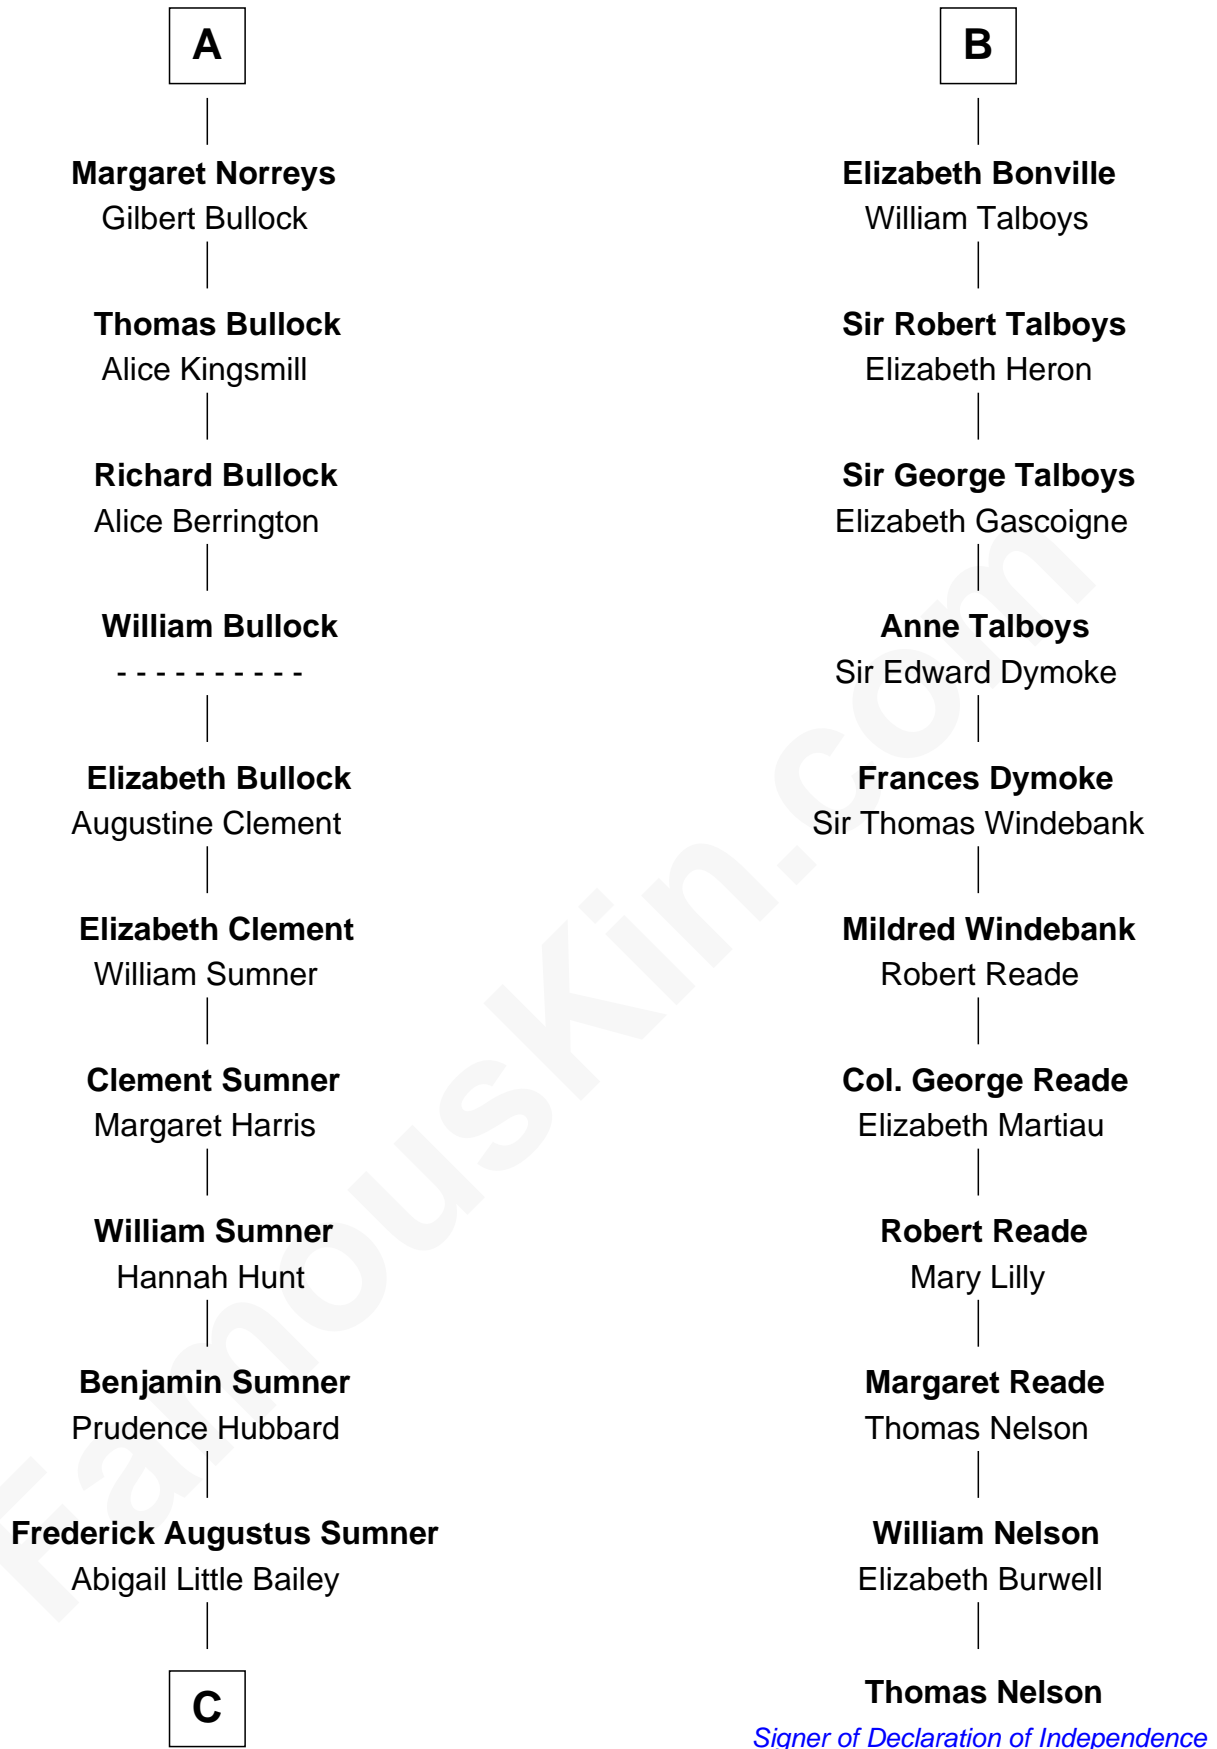 A
Margaret Norreys
Gilbert Bullock
Thomas Bullock
Alice Kingsmill
Richard Bullock
Alice Berrington
William Bullock
- - - - - - - - - -
Elizabeth Bullock
Augustine Clement
Elizabeth Clement
William Sumner
Clement Sumner
Margaret Harris
William Sumner
Hannah Hunt
Benjamin Sumner
Prudence Hubbard
Frederick Augustus Sumner
Abigail Little Bailey
C
B
Elizabeth Bonville
William Talboys
Sir Robert Talboys
Elizabeth Heron
Sir George Talboys
Elizabeth Gascoigne
Anne Talboys
Sir Edward Dymoke
Frances Dymoke
Sir Thomas Windebank
Mildred Windebank
Robert Reade
Col. George Reade
Elizabeth Martiau
Robert Reade
Mary Lilly
Margaret Reade
Thomas Nelson
William Nelson
Elizabeth Burwell
Thomas Nelson
Signer of Declaration of Independence
FamousKin.com